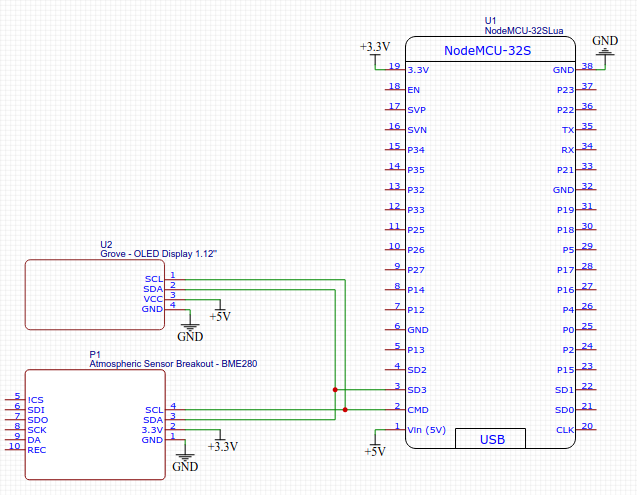 U1
NodeMCU-32SLua
+3.3V
GND
NodeMCU-32S
19 3.3V GND 38
18 EN P23 37
17 SVP P22 36
16 SVN TX 35
15 P34 RX 34
14 P35 P21 33
13 P32 GND 32
12 P33 P19 31
11 P25 P18 30
10 P26 P5 29
9 P27 P17 28
8 P14 P16 27
7 P12 P4 26
6 GND P0 25
5 P13 P2 24
4 SD2 P15 23
3 SD3 SD1 22
2 CMD SD0 21
1 Vin (5V) CLK 20
USB
+5V
U2
Grove - OLED Display 1.12"
SCL 1
SDA 2
VCC 3
GND 4
+5V
GND
P1
Atmospheric Sensor Breakout - BME280
5 !CS
6 SDI SCL 4
7 SDO SDA 3
8 SCK 3.3V 2
9 DA GND 1
10 REC
+3.3V
GND